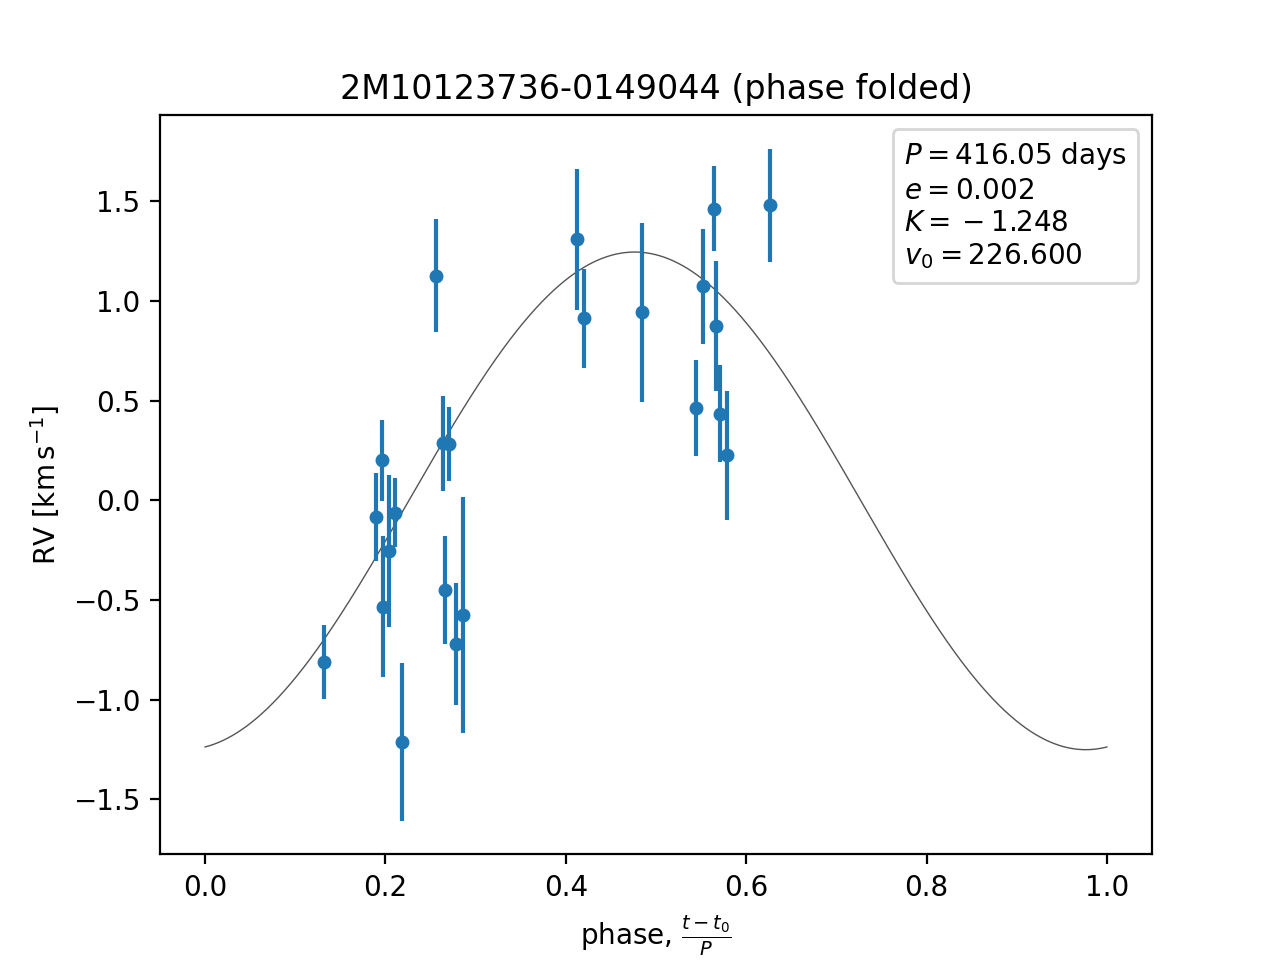 2M10123736-0149044 (phase folded)
P = 416.05 days
e = 0.002
K = −1.248
v₀ = 226.600
1.5
1.0
0.5
0.0
−0.5
−1.0
−1.5
RV [km s⁻¹]
0.0 0.2 0.4 0.6 0.8 1.0
phase, (t − t₀)/P